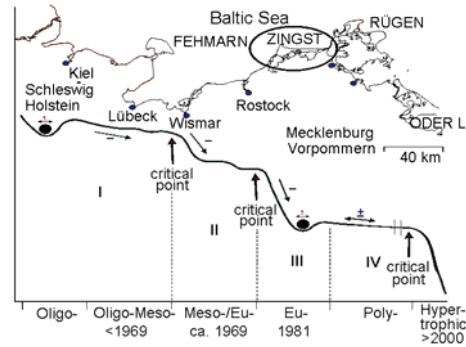 Baltic Sea
RÜGEN
FEHMARN
ZINGST
Kiel
Schleswig
Holstein
Lübeck
Wismar
Rostock
ODER L
Mecklenburg
Vorpommern
40 km
critical
point
critical
point
critical
point
–
–
–
±
I
II
III
IV
Oligo-
Oligo-Meso-
<1969
Meso-/Eu-
ca. 1969
Eu-
1981
Poly-
Hyper-
trophic
>2000